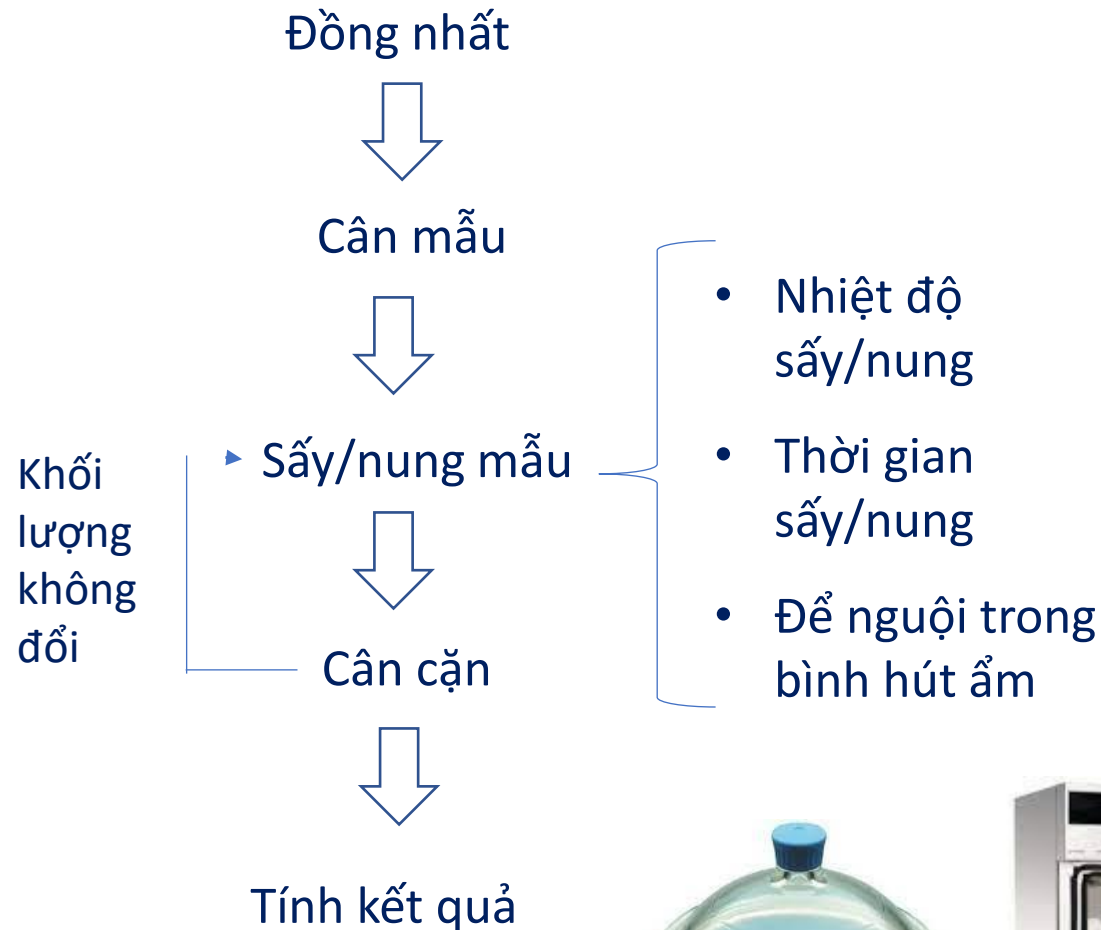 Đồng nhất
Cân mẫu
Sấy/nung mẫu
Cân cặn
Tính kết quả
Khối
lượng
không
đổi
• Nhiệt độ
sấy/nung
• Thời gian
sấy/nung
• Để nguội trong
bình hút ẩm